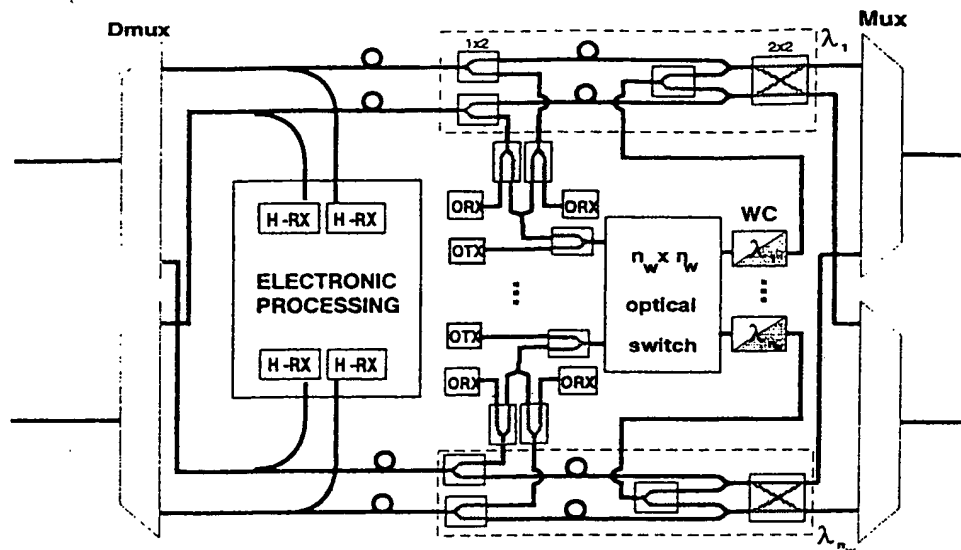 Dmux
Mux
1x2
2x2
λ1
H-RX
H-RX
ORX
ORX
WC
OTX
nw x nw
λ1
ELECTRONIC
PROCESSING
optical
switch
OTX
H-RX
H-RX
ORX
ORX